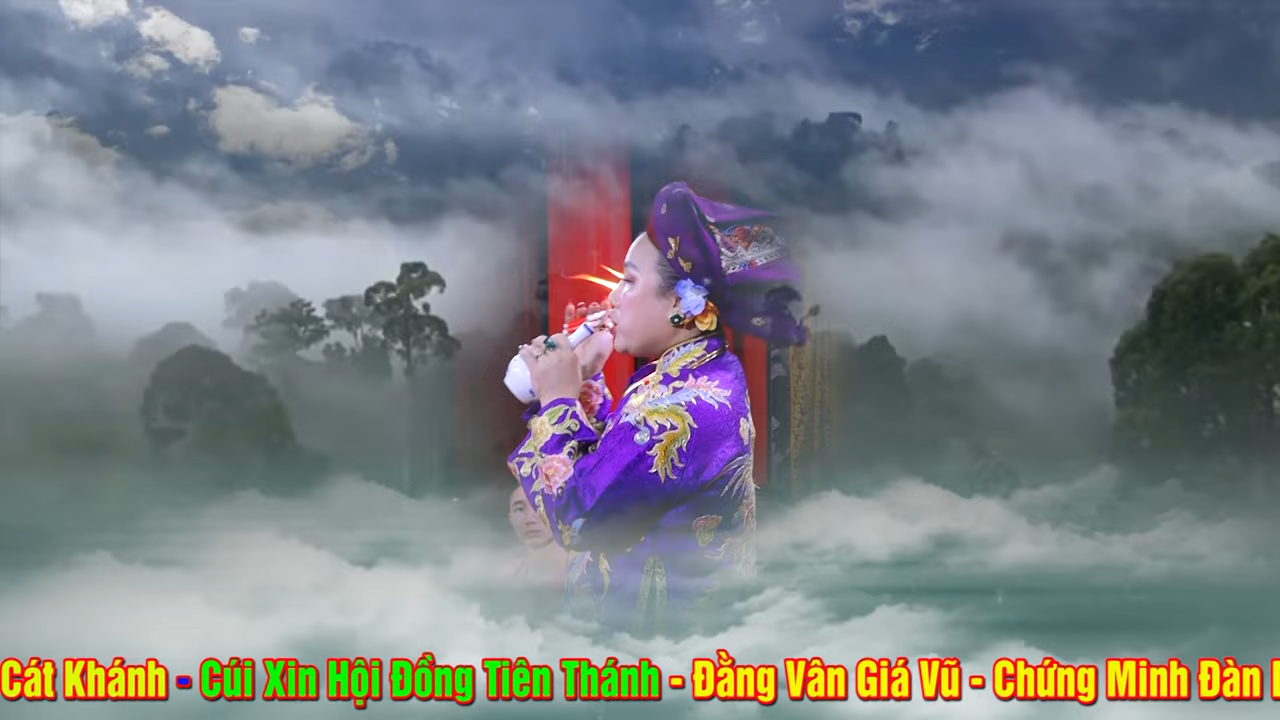 Cát Khánh - Cúi Xin Hội Đồng Tiên Thánh - Đằng Vân Giá Vũ - Chứng Minh Đàn